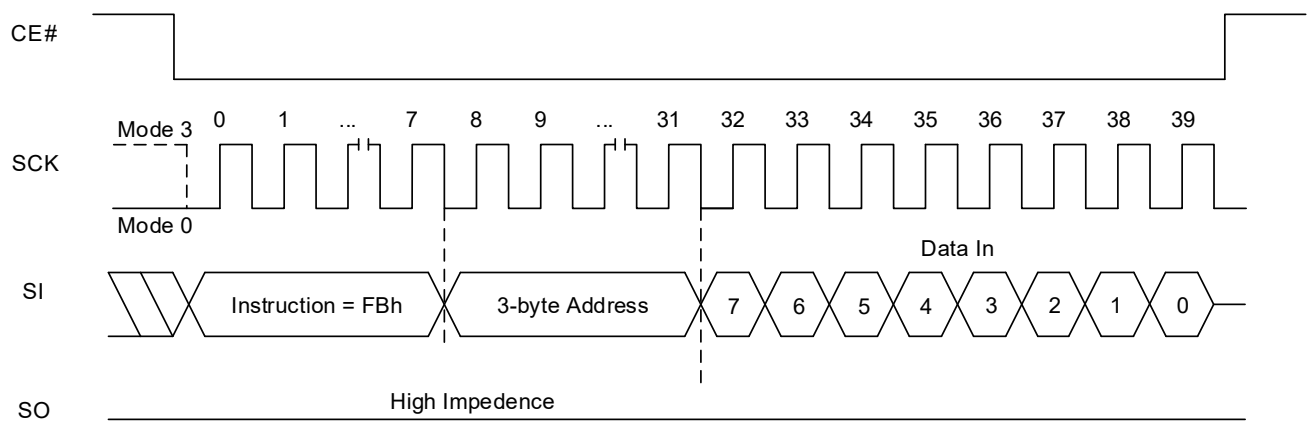 CE#
Mode 3 0 1 ... 7 8 9 ... 31 32 33 34 35 36 37 38 39
SCK
Mode 0
Data In
SI Instruction = FBh 3-byte Address 7 6 5 4 3 2 1 0
High Impedence
SO